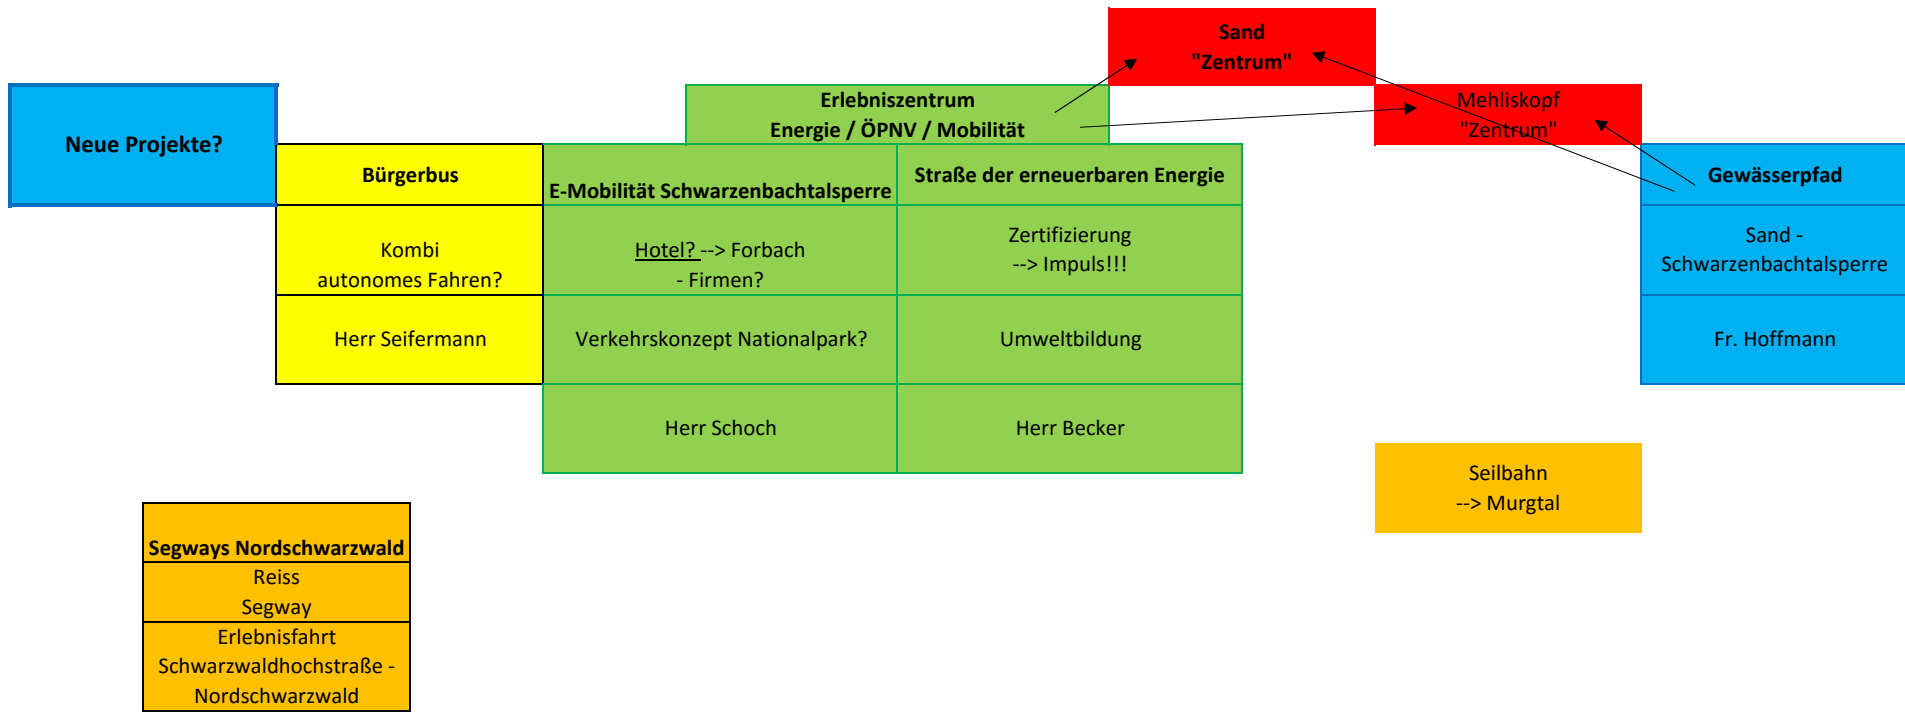 Sand
"Zentrum"
Neue Projekte?
Erlebniszentrum
Energie / ÖPNV / Mobilität
Mehliskopf
"Zentrum"
Bürgerbus
E-Mobilität Schwarzenbachtalsperre
Straße der erneuerbaren Energie
Gewässerpfad
Kombi
autonomes Fahren?
Hotel? --> Forbach
- Firmen?
Zertifizierung
--> Impuls!!!
Sand -
Schwarzenbachtalsperre
Herr Seifermann
Verkehrskonzept Nationalpark?
Umweltbildung
Fr. Hoffmann
Herr Schoch
Herr Becker
Seilbahn
--> Murgtal
Segways Nordschwarzwald
Reiss
Segway
Erlebnisfahrt
Schwarzwaldhochstraße -
Nordschwarzwald